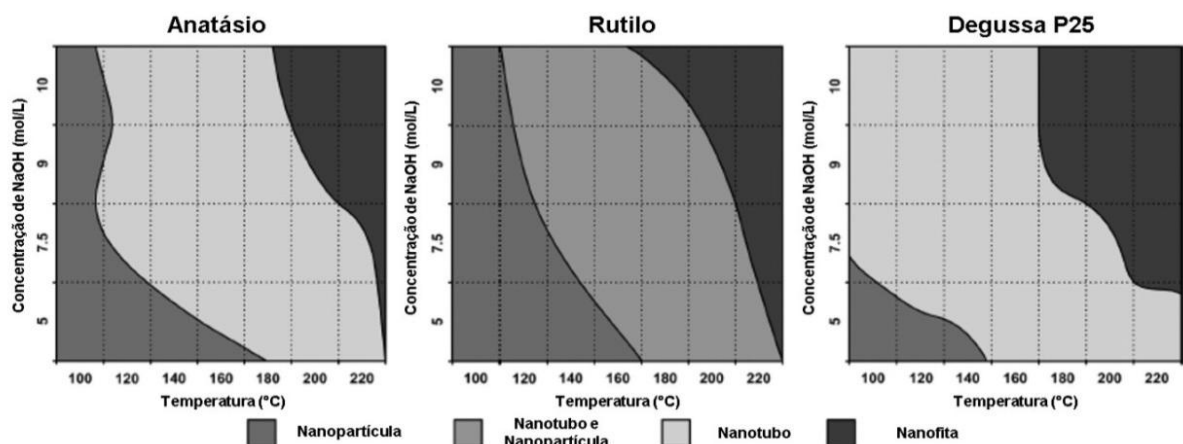 Anatásio
Rutilo
Degussa P25
Concentração de NaOH (mol/L)
10
9
7.5
5
100 120 140 160 180 200 220
Temperatura (°C)
Concentração de NaOH (mol/L)
10
9
7.5
5
100 120 140 160 180 200 220
Temperatura (°C)
Concentração de NaOH (mol/L)
10
9
7.5
5
100 120 140 160 180 200 220
Temperatura (°C)
Nanopartícula
Nanotubo e
Nanopartícula
Nanotubo
Nanofita